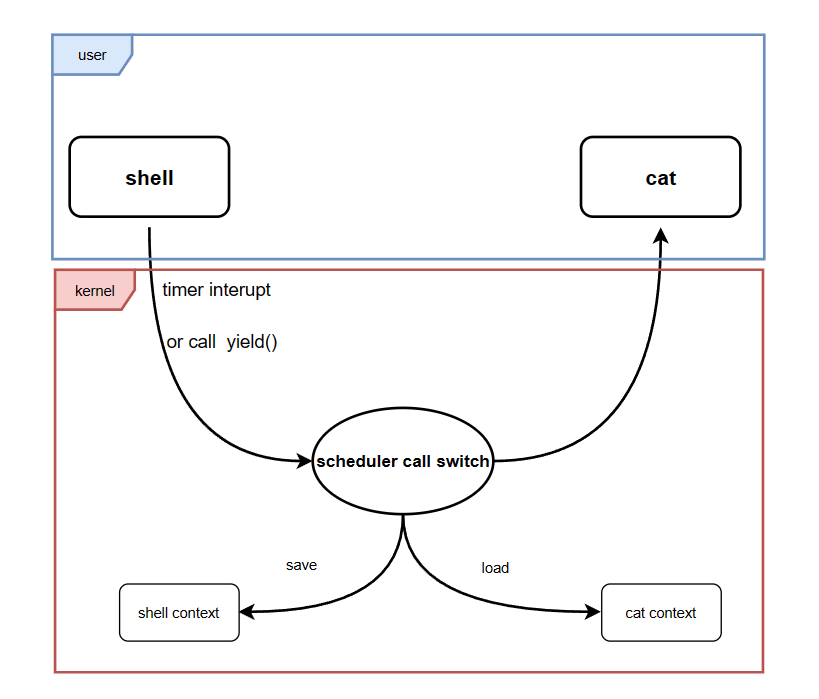 user
shell
cat
kernel
timer interupt
or call yield()
scheduler call switch
save
load
shell context
cat context